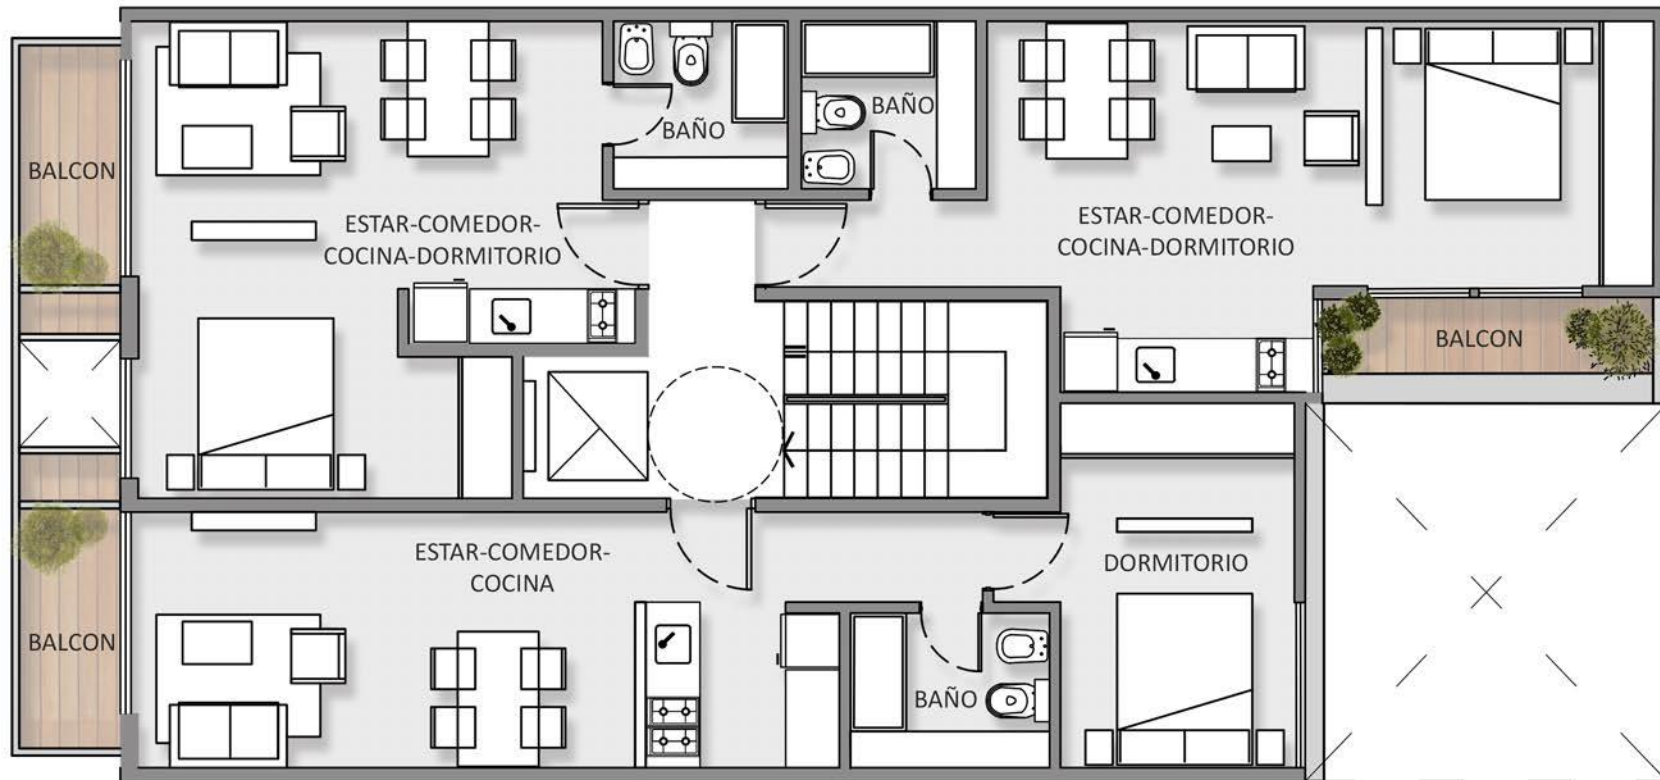 BAÑO
BAÑO
BALCON
ESTAR-COMEDOR-
COCINA-DORMITORIO
ESTAR-COMEDOR-
COCINA-DORMITORIO
BALCON
ESTAR-COMEDOR-
COCINA
DORMITORIO
BALCON
BAÑO